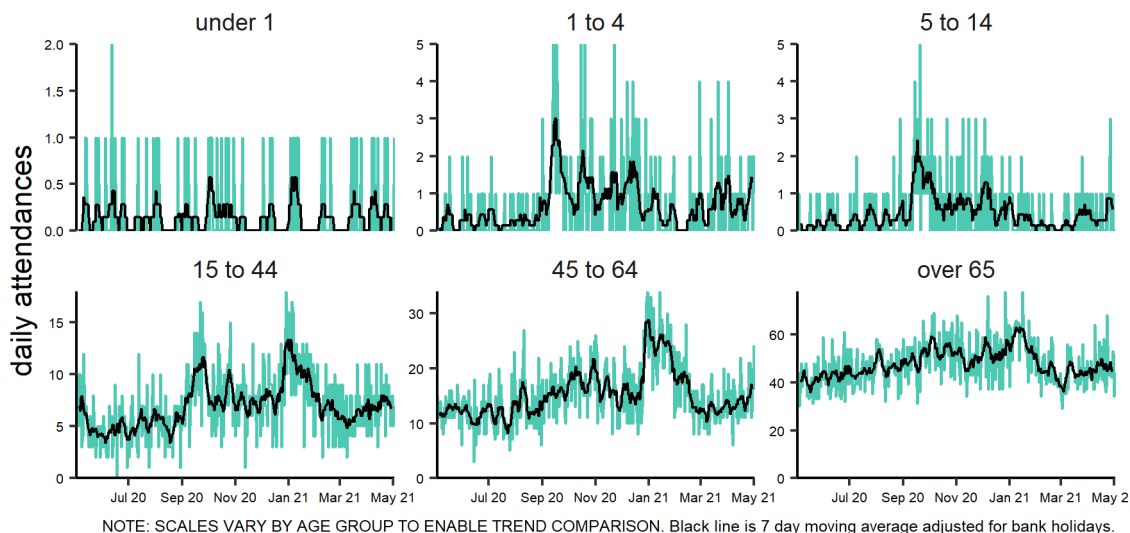 daily attendances
under 1
2.0
1.5
1.0
0.5
0.0
1 to 4
5
4
3
2
1
0
5 to 14
5
4
3
2
1
0
15 to 44
15
10
5
0
Jul 20 Sep 20 Nov 20 Jan 21 Mar 21 May 21
45 to 64
30
20
10
0
Jul 20 Sep 20 Nov 20 Jan 21 Mar 21 May 21
over 65
60
40
20
0
Jul 20 Sep 20 Nov 20 Jan 21 Mar 21 May 2
NOTE: SCALES VARY BY AGE GROUP TO ENABLE TREND COMPARISON. Black line is 7 day moving average adjusted for bank holidays.